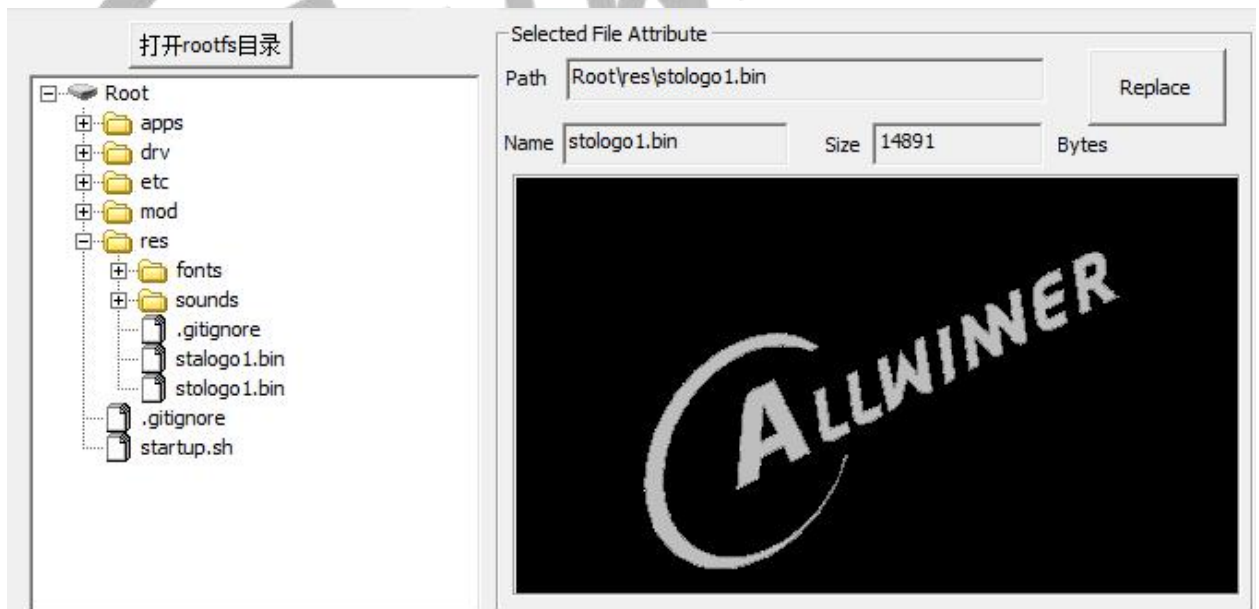 打开rootfs目录
Root
apps
drv
etc
mod
res
fonts
sounds
.gitignore
stalogo1.bin
stologo1.bin
.gitignore
startup.sh
Selected File Attribute
Path Root\res\stologo1.bin
Replace
Name stologo1.bin Size 14891 Bytes
ALLWINNER